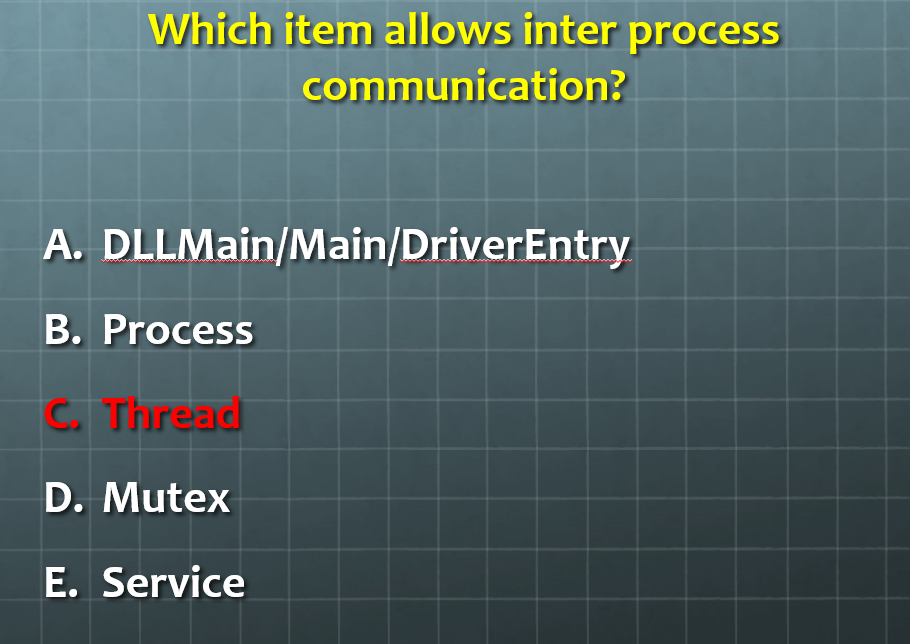 Which item allows inter process
communication?
A. DLLMain/Main/DriverEntry
B. Process
C. Thread
D. Mutex
E. Service